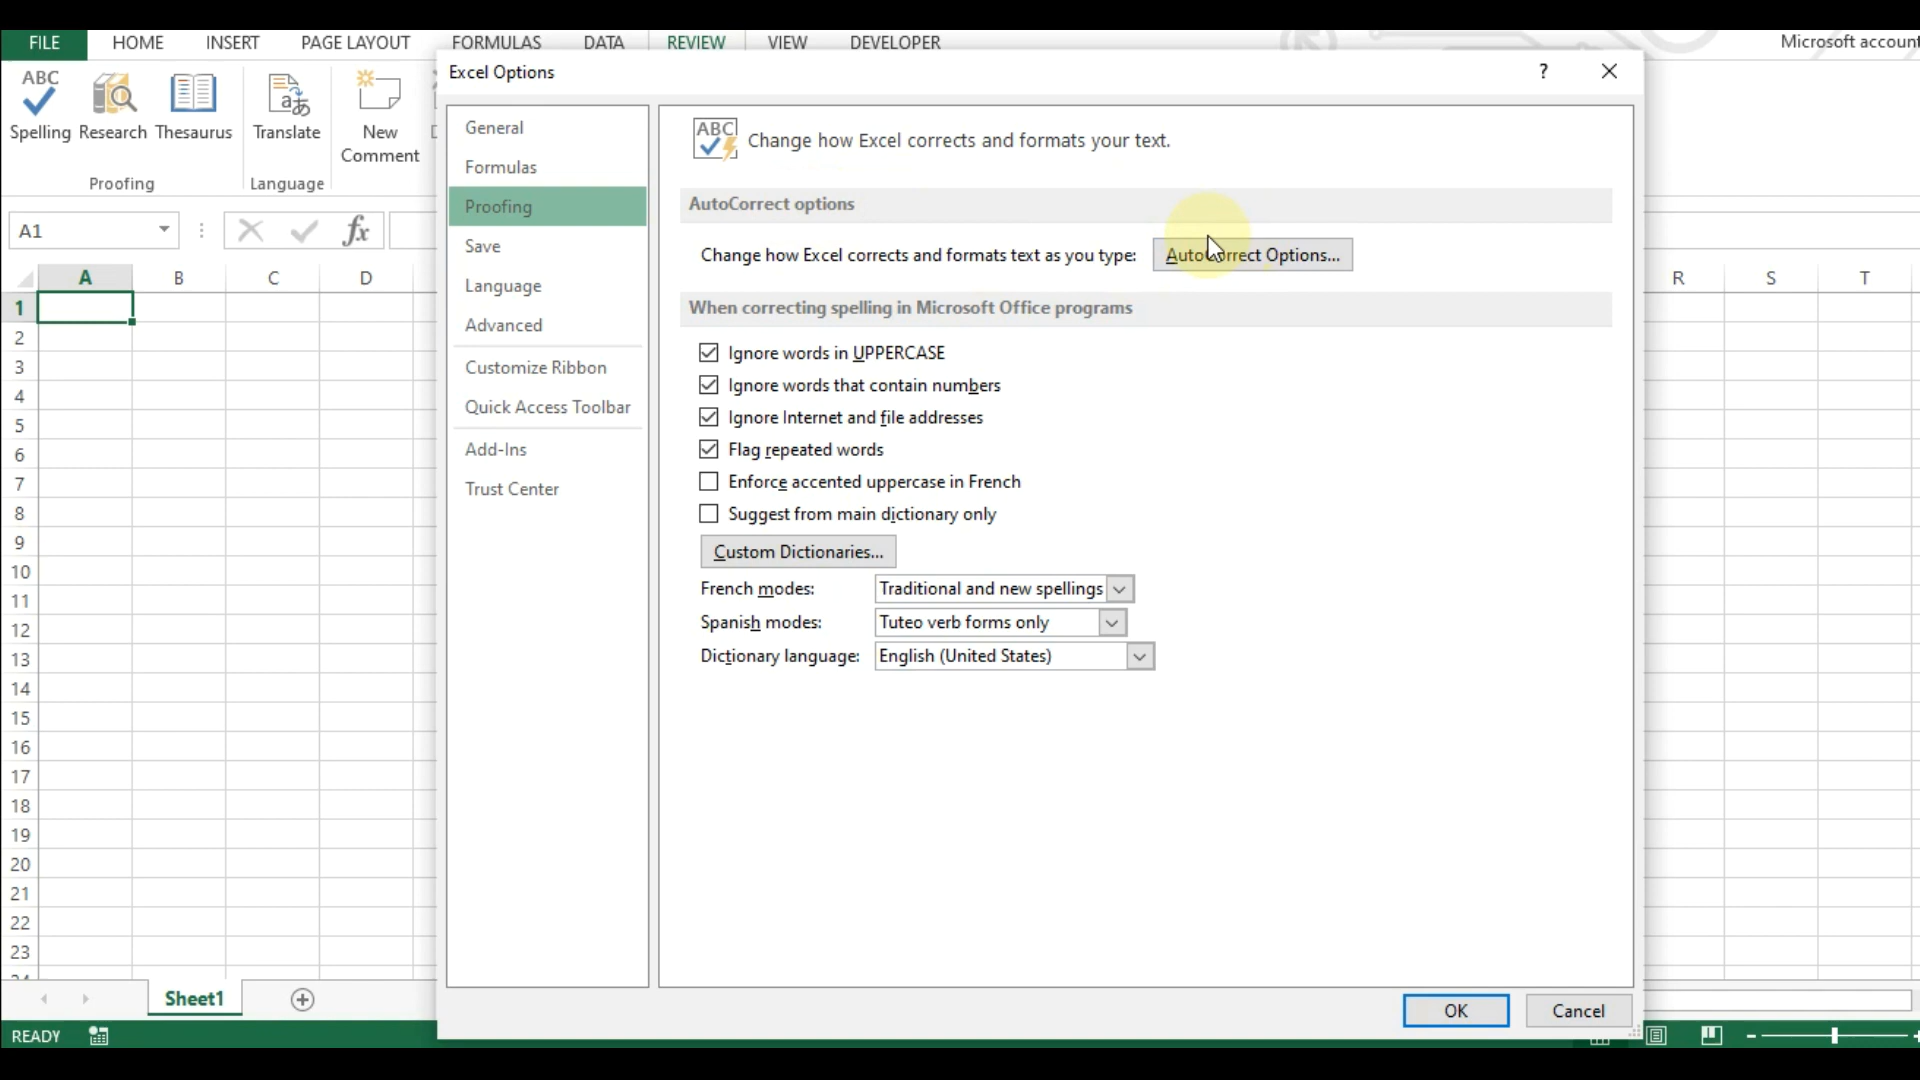 FILE HOME INSERT PAGE LAYOUT FORMULAS DATA REVIEW VIEW DEVELOPER Microsoft account
ABC
Spelling Research Thesaurus Translate New
Comment
Proofing Language
A1
fx
A B C D R S T
1
2
3
4
5
6
7
8
9
10
11
12
13
14
15
16
17
18
19
20
21
22
23
Sheet1
READY
Excel Options ?
General
Formulas
Proofing
Save
Language
Advanced
Customize Ribbon
Quick Access Toolbar
Add-Ins
Trust Center
ABC
Change how Excel corrects and formats your text.
AutoCorrect options
Change how Excel corrects and formats text as you type: AutoCorrect Options...
When correcting spelling in Microsoft Office programs
Ignore words in UPPERCASE
Ignore words that contain numbers
Ignore Internet and file addresses
Flag repeated words
Enforce accented uppercase in French
Suggest from main dictionary only
Custom Dictionaries...
French modes: Traditional and new spellings
Spanish modes: Tuteo verb forms only
Dictionary language: English (United States)
OK Cancel